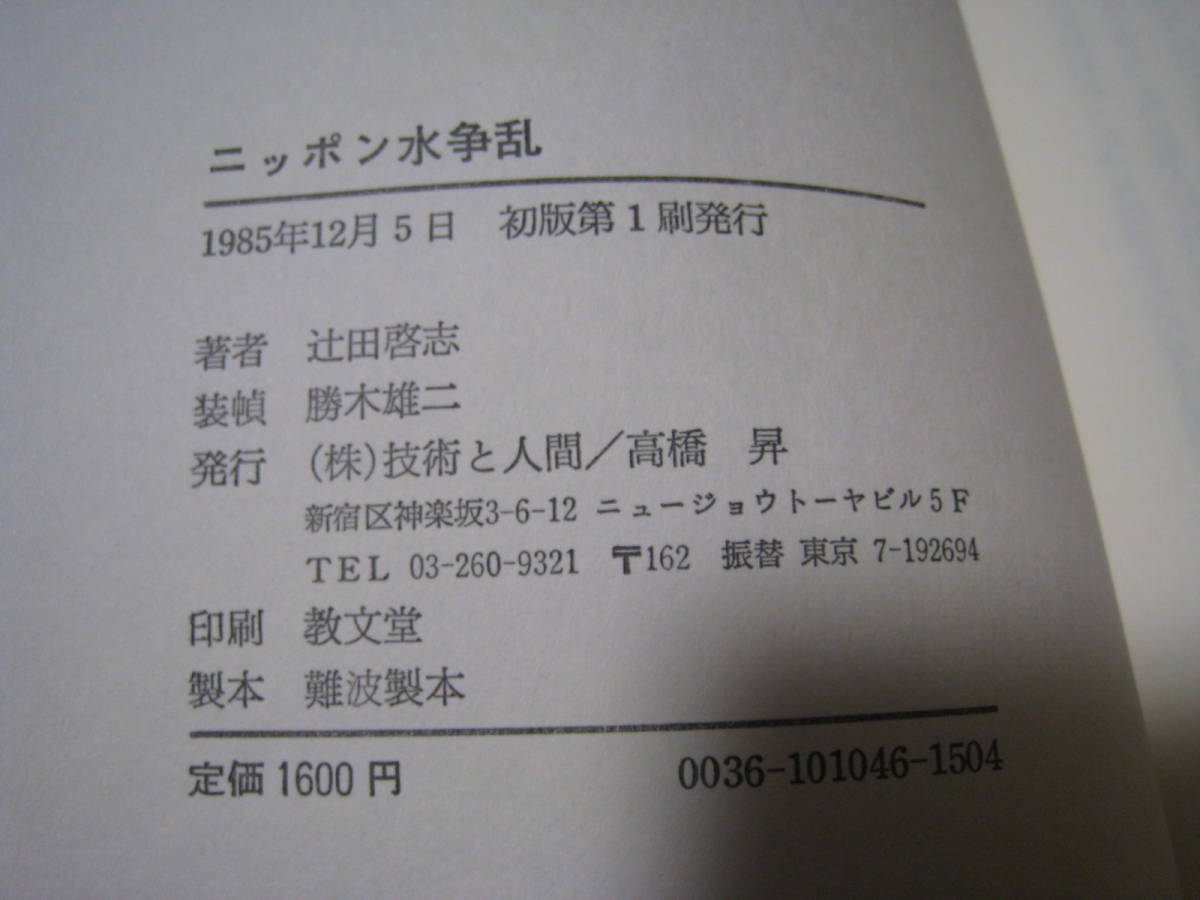 ニッポン水争乱
1985年12月5日　初版第1刷発行
著者　辻田啓志
装幀　勝木雄二
発行　(株)技術と人間／高橋　昇
新宿区神楽坂3-6-12 ニュージョウトーヤビル5F
TEL 03-260-9321　〒162　振替 東京 7-192694
印刷　教文堂
製本　難波製本
定価1600円　0036-101046-1504